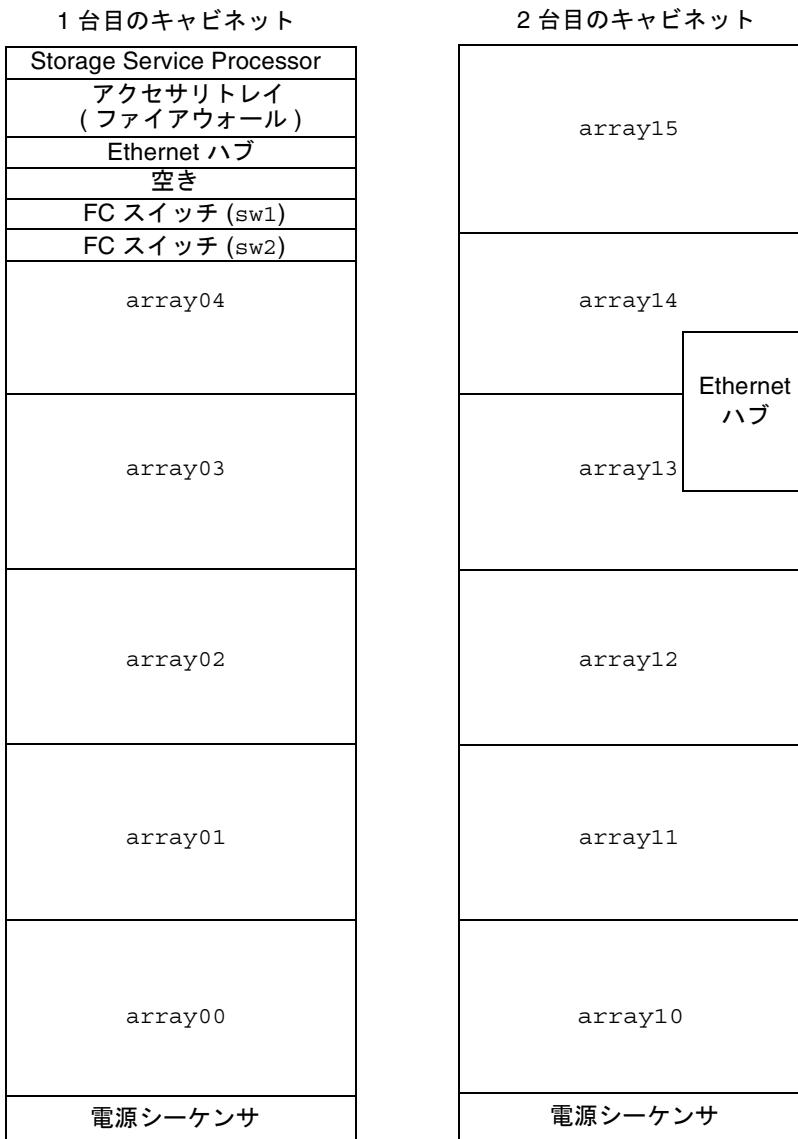 1 台目のキャビネット
Storage Service Processor
アクセサリトレイ
( ファイアウォール )
Ethernet ハブ
空き
FC スイッチ (sw1)
FC スイッチ (sw2)
array04
array03
array02
array01
array00
電源シーケンサ
2 台目のキャビネット
array15
array14
Ethernet
ハブ
array13
array12
array11
array10
電源シーケンサ